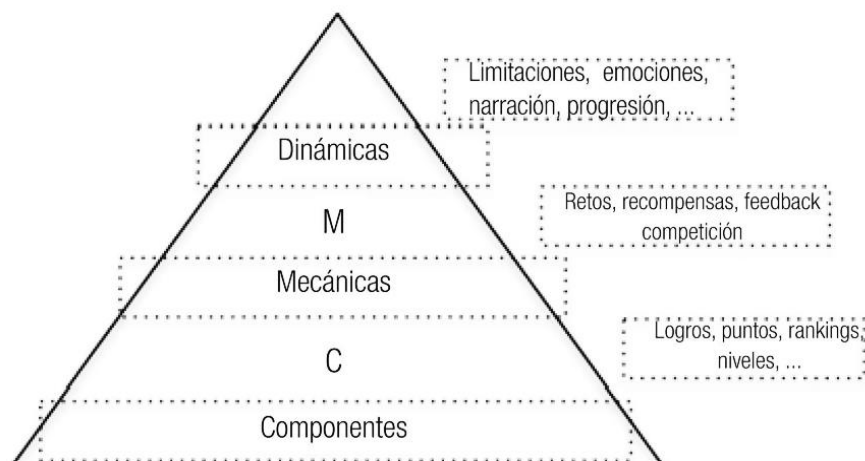 Limitaciones, emociones,
narración, progresión, ...
Dinámicas
M
Retos, recompensas, feedback
competición
Mecánicas
Logros, puntos, rankings,
niveles, ...
C
Componentes